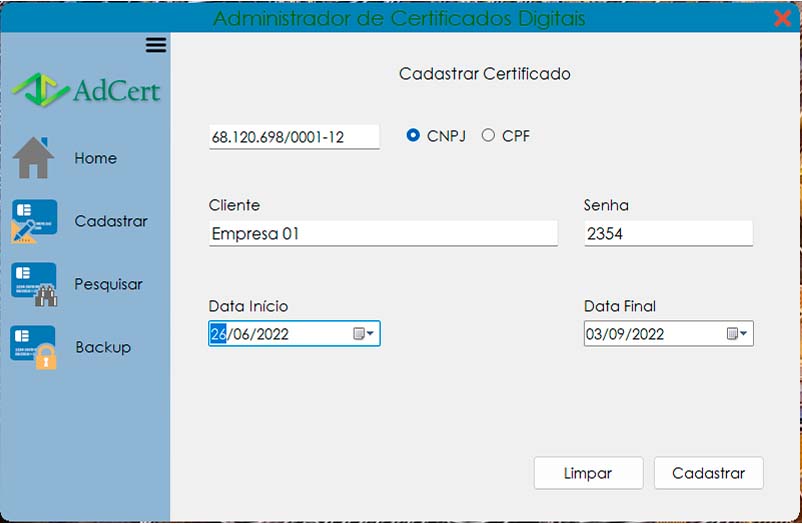 Administrador de Certificados Digitais
AdCert
Home
Cadastrar
Pesquisar
Backup
Cadastrar Certificado
68.120.698/0001-12 CNPJ CPF
Cliente Senha
Empresa 01 2354
Data Início Data Final
26/06/2022 03/09/2022
Limpar Cadastrar